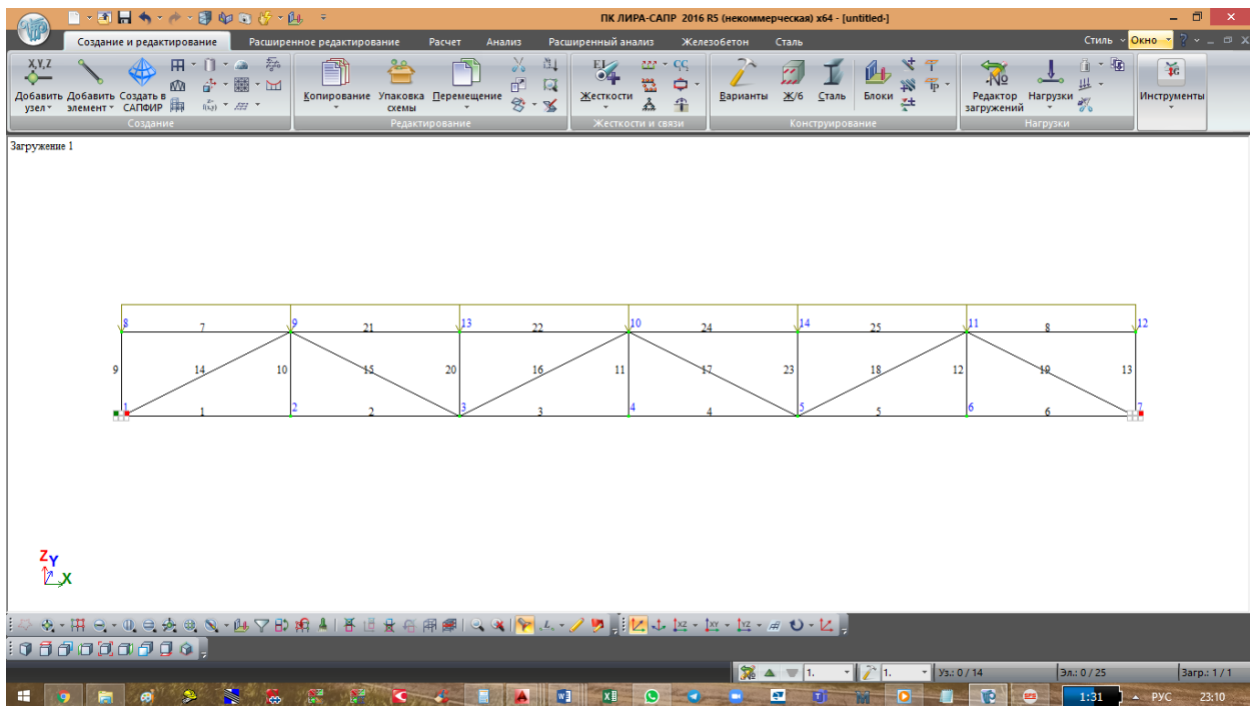 ПК ЛИРА-САПР 2016 R5 (некоммерческая) x64 - [untitled-]
Создание и редактирование Расширенное редактирование Расчет Анализ Расширенный анализ Железобетон Сталь Стиль Окно
X,Y,Z
Добавить узел
Добавить элемент
Создать в САПФИР
f(x,y)
Создание
Копирование
Упаковка схемы
Перемещение
Редактирование
EJ
Жесткости
Жесткости и связи
Варианты
Ж/б
Сталь
Блоки
Конструирование
№
Редактор загружений
Нагрузки
Нагрузки
Инструменты
Загружение 1
8 7 9 21 13 22 10 24 14 25 11 8 12
9 14 10 15 20 16 11 17 23 18 12 19 13
1 1 2 2 3 3 4 4 5 5 6 6 7
Z Y
X
1. 1. Уз.: 0 / 14 Эл.: 0 / 25 Загр.: 1 / 1
1:31 РУС 23:10